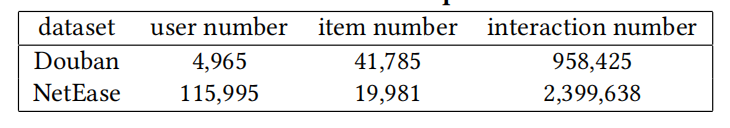 dataset user number item number interaction number
Douban 4,965 41,785 958,425
NetEase 115,995 19,981 2,399,638